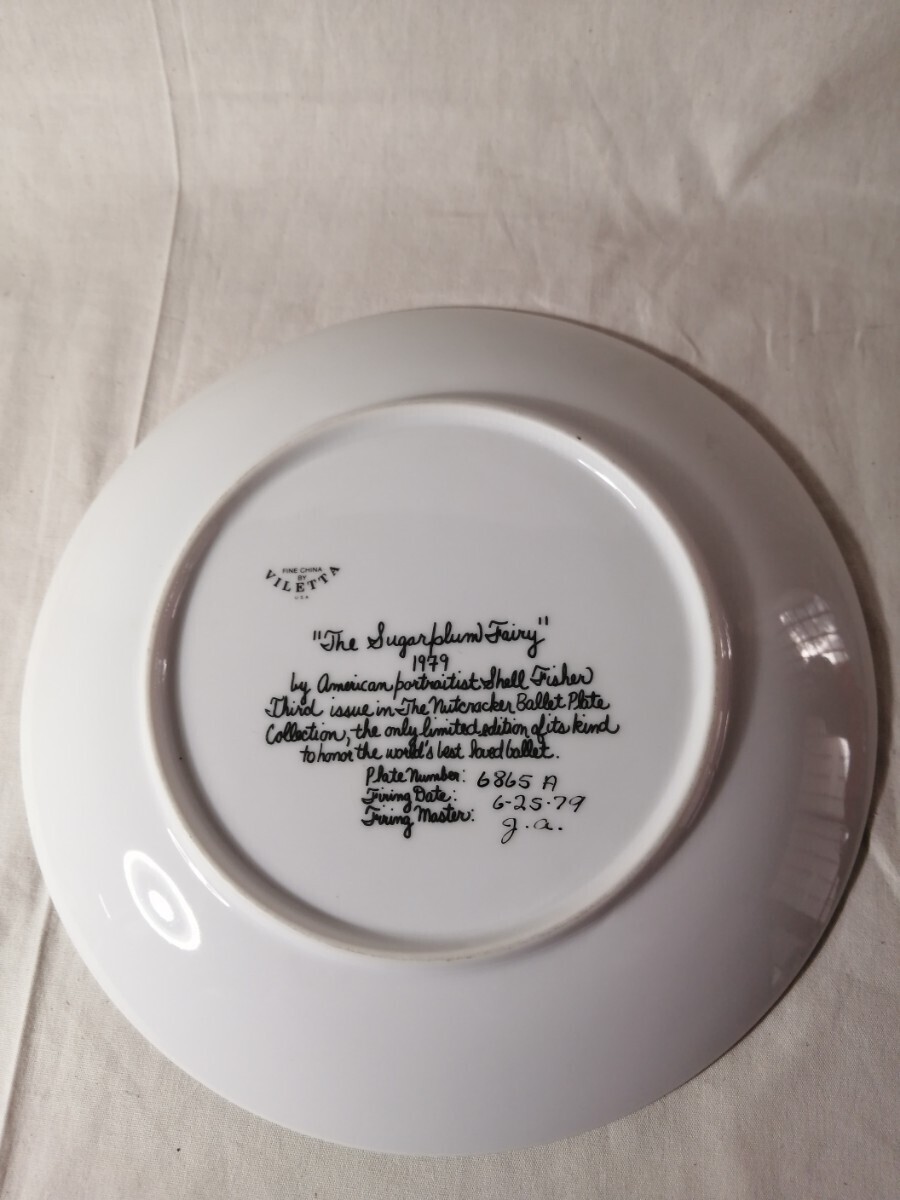 FINE CHINA
BY
VILETTA
U.S.A.
"The Sugarplum Fairy"
1979
by American portraitist Shell Fisher
Third issue in The Nutcracker Ballet Plate
Collection, the only limited edition of its kind
to honor the world's best loved ballet.
Plate Number: 6865 A
Firing Date: 6-25-79
Firing Master: J.a.